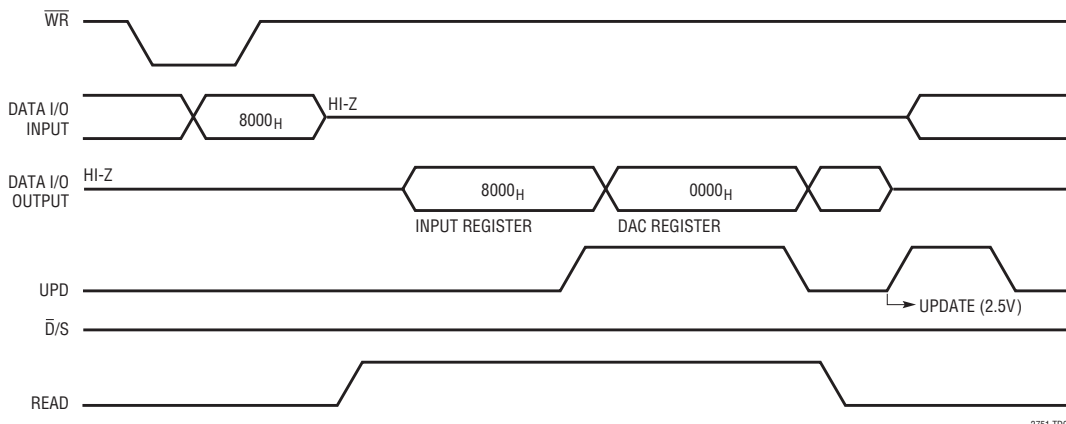 WR
DATA I/O
INPUT
8000H
HI-Z
DATA I/O
OUTPUT
HI-Z
8000H
0000H
INPUT REGISTER
DAC REGISTER
UPD
UPDATE (2.5V)
D/S
READ